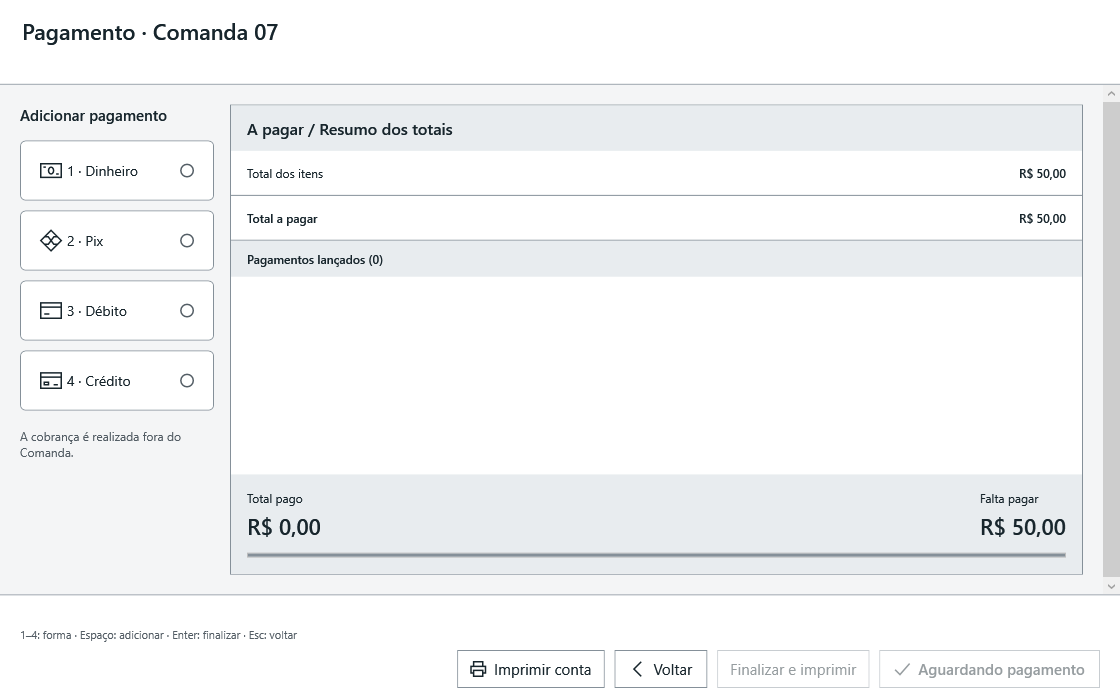 Pagamento · Comanda 07
Adicionar pagamento
1 · Dinheiro
2 · Pix
3 · Débito
4 · Crédito
A cobrança é realizada fora do
Comanda.
A pagar / Resumo dos totais
Total dos itens R$ 50,00
Total a pagar R$ 50,00
Pagamentos lançados (0)
Total pago Falta pagar
R$ 0,00 R$ 50,00
1–4: forma · Espaço: adicionar · Enter: finalizar · Esc: voltar
Imprimir conta Voltar Finalizar e imprimir Aguardando pagamento